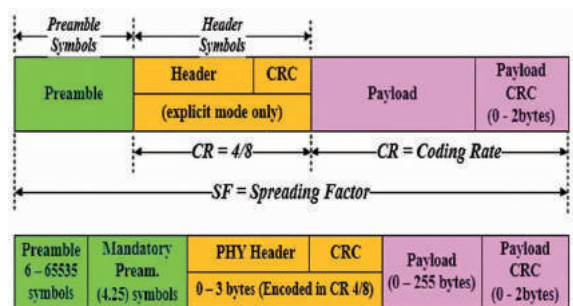 Preamble Symbols
Header Symbols
Preamble
Header
CRC
(explicit mode only)
Payload
Payload
CRC
(0 - 2bytes)
CR = 4/8
CR = Coding Rate
SF = Spreading Factor
Preamble
6 – 65535
symbols
Mandatory
Pream.
(4.25) symbols
PHY Header
CRC
0 – 3 bytes (Encoded in CR 4/8)
Payload
(0 – 255 bytes)
Payload
CRC
(0 - 2bytes)